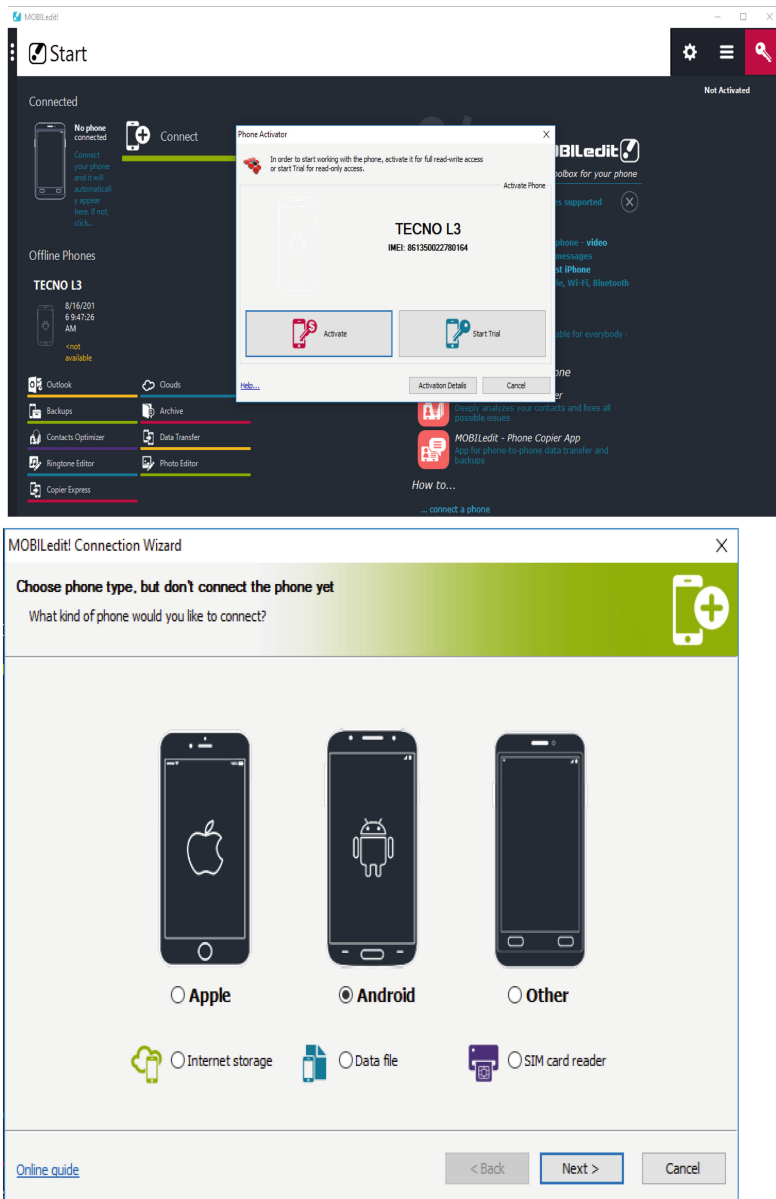 MOBILedit!
Start
Not Activated
Connected
No phone
connected
Connect
your phone
and it will
automaticall
y appear
here. If not,
click...
Connect
Offline Phones
TECNO L3
8/16/201
6 9:47:26
AM
<not
available
Outlook
Clouds
Backups
Archive
Contacts Optimizer
Data Transfer
Ringtone Editor
Photo Editor
Copier Express
Phone Activator
In order to start working with the phone, activate it for full read-write access
or start Trial for read-only access.
Activate Phone
TECNO L3
IMEI: 861350022780164
Activate
Start Trial
Help...
Activation Details
Cancel
BILedit
olbox for your phone
es supported
phone - video
messages
st iPhone
le, Wi-Fi, Bluetooth
able for everybody -
one
er
Deeply analyzes your contacts and fixes all
possible issues
MOBILedit - Phone Copier App
App for phone-to-phone data transfer and
backups
How to...
... connect a phone
MOBILedit! Connection Wizard
Choose phone type, but don't connect the phone yet
What kind of phone would you like to connect?
Apple
Android
Other
Internet storage
Data file
SIM card reader
Online guide
< Back
Next >
Cancel